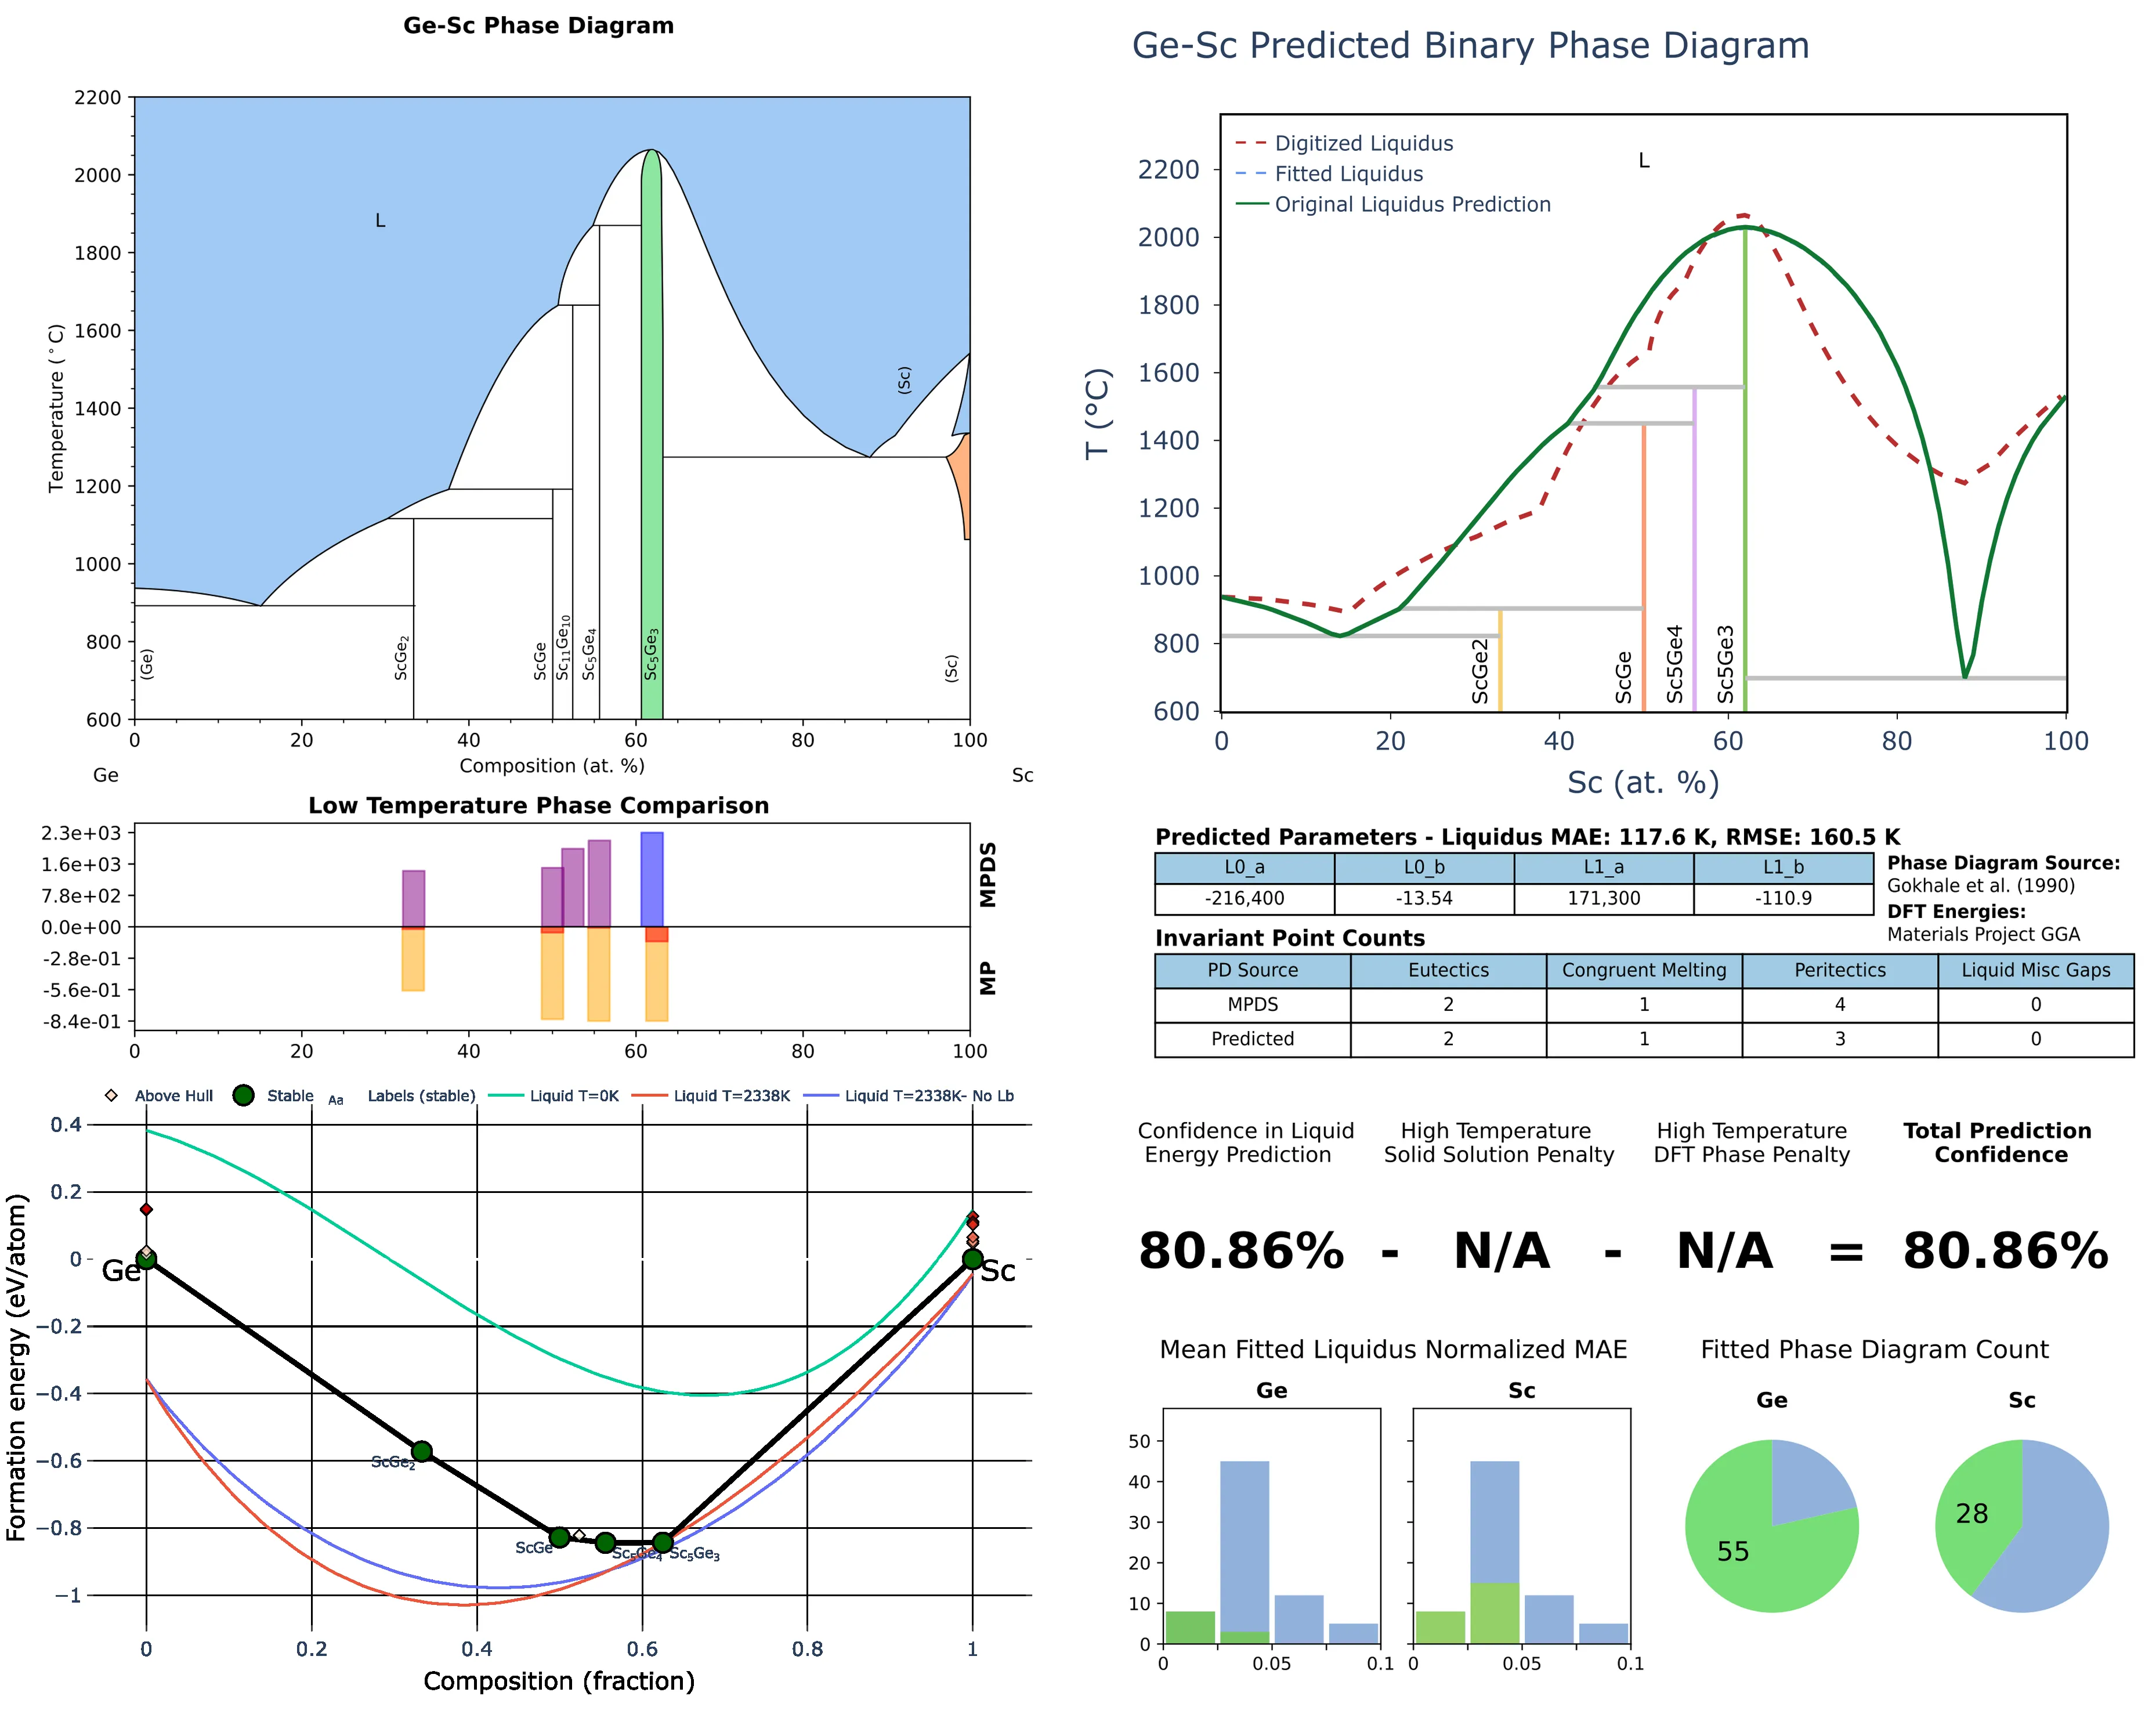 Ge-Sc Phase Diagram
2200
2000
1800
1600
1400
1200
1000
800
600
Temperature (°C)
L
(Sc)
(Ge)
ScGe2
ScGe
Sc11Ge10
Sc5Ge4
Sc5Ge3
(Sc)
0 20 40 60 80 100
Composition (at. %)
Ge Sc
Low Temperature Phase Comparison
2.3e+03
1.6e+03
7.8e+02
0.0e+00
-2.8e-01
-5.6e-01
-8.4e-01
MPDS
MP
0 20 40 60 80 100
Above Hull Stable Aa Labels (stable) Liquid T=0K Liquid T=2338K Liquid T=2338K- No Lb
0.4
0.2
0
−0.2
−0.4
−0.6
−0.8
−1
Formation energy (eV/atom)
Ge
Sc
ScGe2
ScGe
Sc5Ge4
Sc5Ge3
0 0.2 0.4 0.6 0.8 1
Composition (fraction)
Ge-Sc Predicted Binary Phase Diagram
Digitized Liquidus
Fitted Liquidus
Original Liquidus Prediction
L
2200
2000
1800
1600
1400
1200
1000
800
600
T (°C)
ScGe2
ScGe
Sc5Ge4
Sc5Ge3
0 20 40 60 80 100
Sc (at. %)
Predicted Parameters - Liquidus MAE: 117.6 K, RMSE: 160.5 K
L0_a L0_b L1_a L1_b
-216,400 -13.54 171,300 -110.9
Phase Diagram Source:
Gokhale et al. (1990)
DFT Energies:
Materials Project GGA
Invariant Point Counts
PD Source Eutectics Congruent Melting Peritectics Liquid Misc Gaps
MPDS 2 1 4 0
Predicted 2 1 3 0
Confidence in Liquid
Energy Prediction
High Temperature
Solid Solution Penalty
High Temperature
DFT Phase Penalty
Total Prediction
Confidence
80.86% - N/A - N/A = 80.86%
Mean Fitted Liquidus Normalized MAE
Ge
Sc
50
40
30
20
10
0
0 0.05 0.1
0 0.05 0.1
Fitted Phase Diagram Count
Ge
Sc
55
28